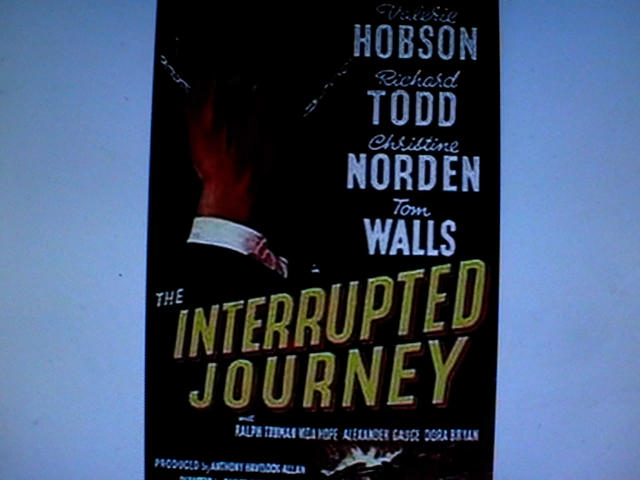 Valerie
HOBSON
Richard
TODD
Christine
NORDEN
Tom
WALLS
THE
INTERRUPTED
JOURNEY
with
RALPH TRUMAN VIDA HOPE ALEXANDER GAUGE DORA BRYAN
PRODUCED by ANTHONY HAVELOCK ALLAN